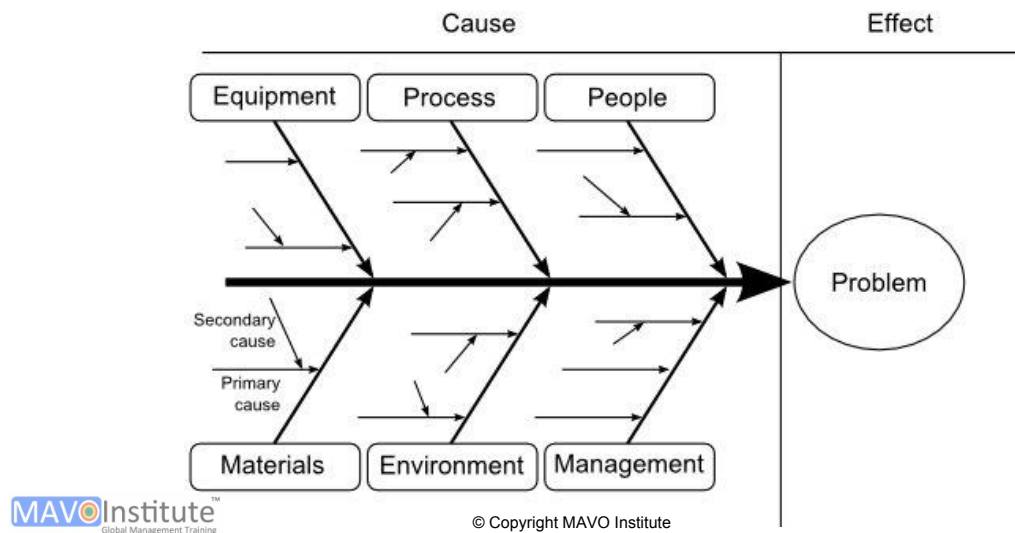 Cause
Effect
Equipment
Process
People
Problem
Secondary
cause
Primary
cause
Materials
Environment
Management
MAVOInstitute™
Global Management Training
© Copyright MAVO Institute